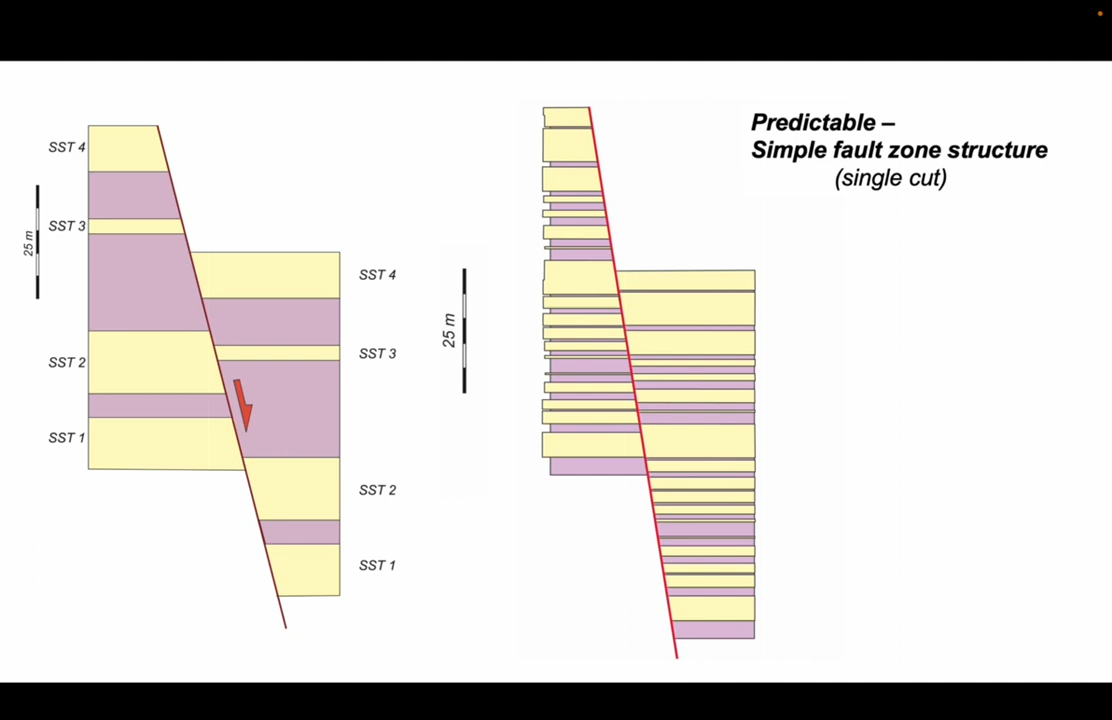 Predictable –
Simple fault zone structure
(single cut)
SST 4
SST 3
25 m
SST 2
SST 1
SST 4
SST 3
SST 2
SST 1
25 m